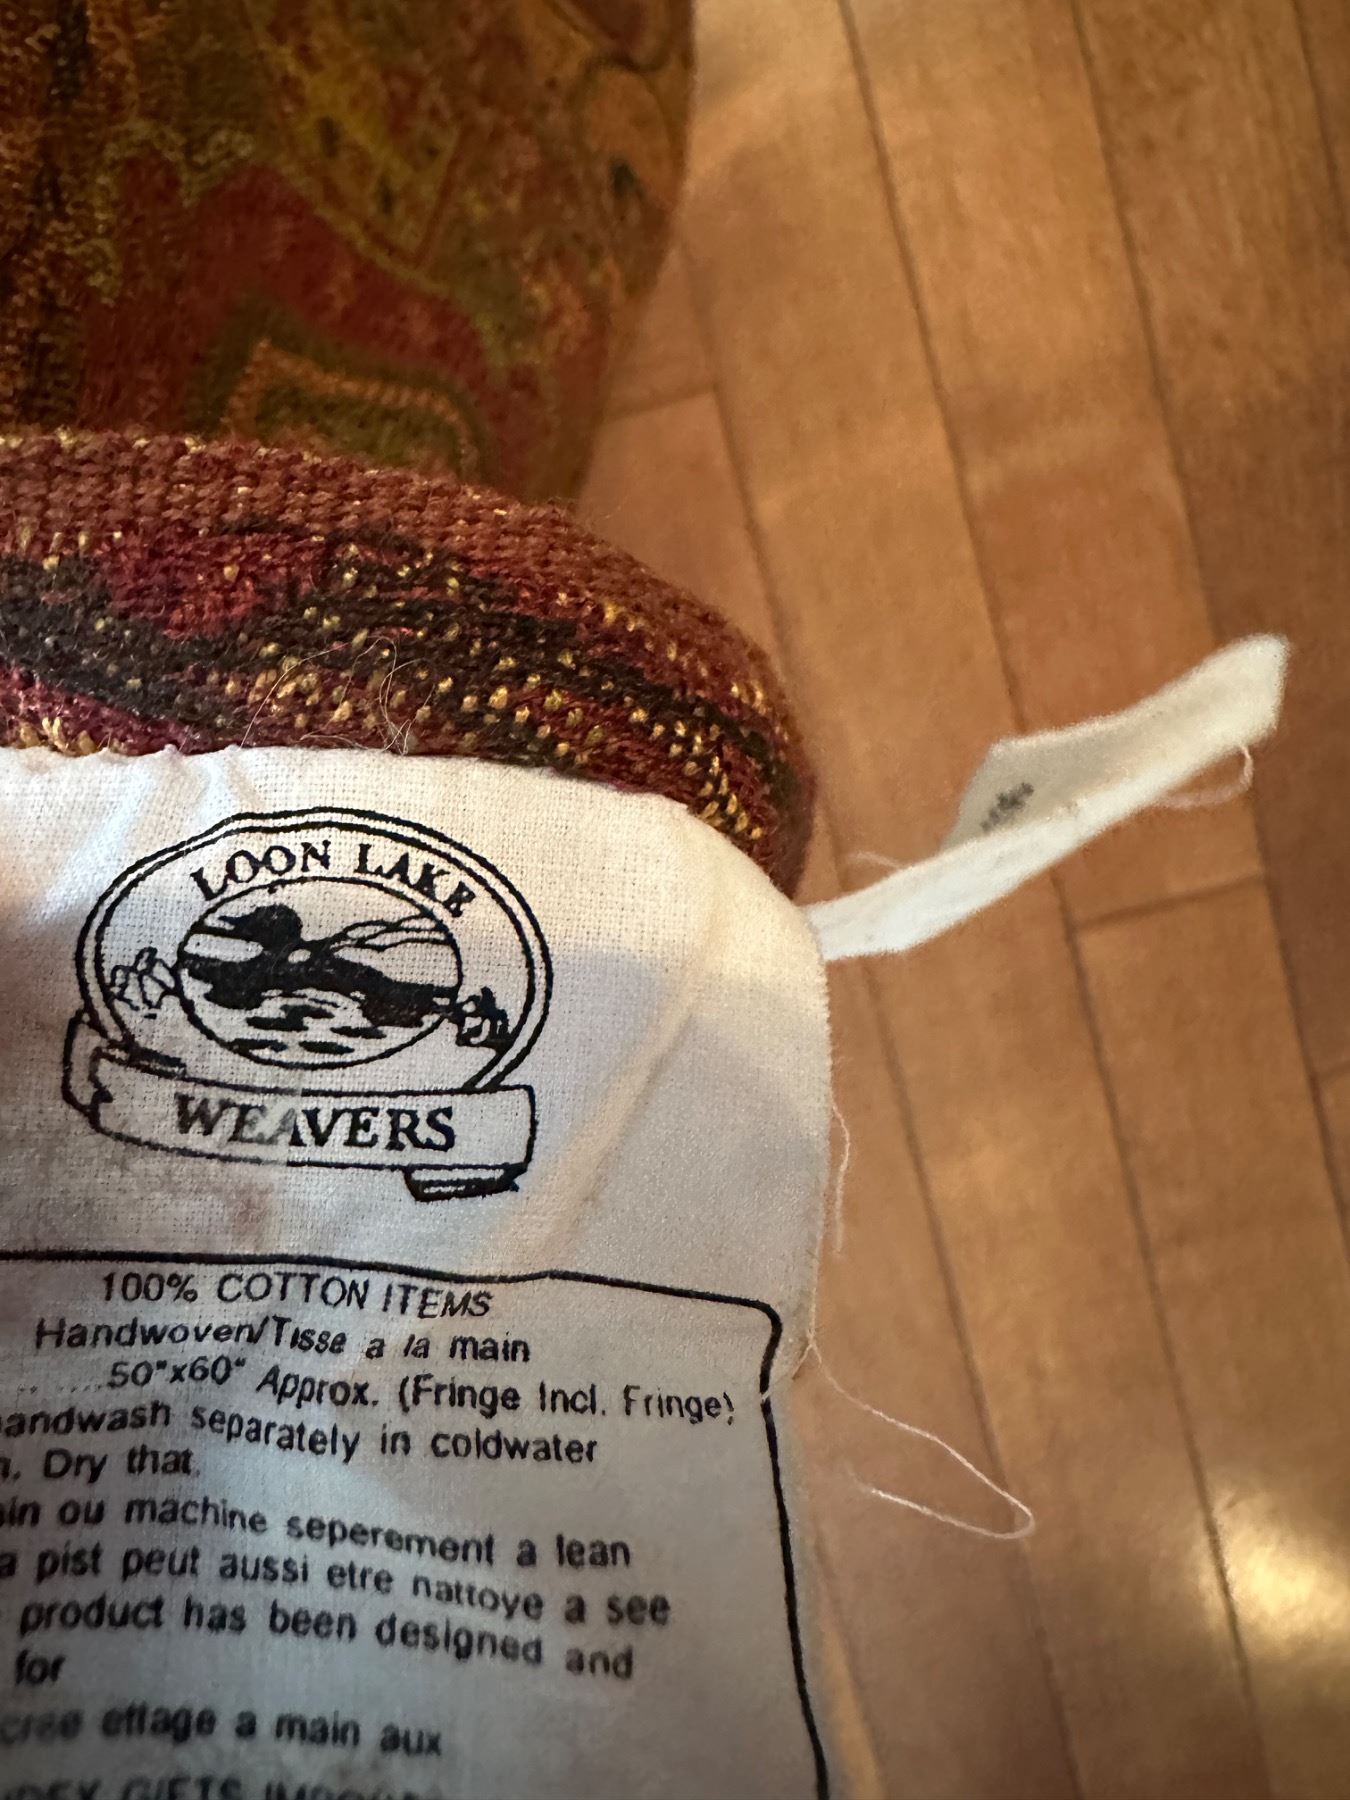 LOON LAKE
WEAVERS
100% COTTON ITEMS
Handwoven/Tisse a la main
.. ....50"x60" Approx. (Fringe Incl. Fringe)
andwash separately in coldwater
Dry that
in ou machine seperement a lean
a pist peut aussi etre nattoye a see
product has been designed and
for
cree effage a main aux
GIFTS